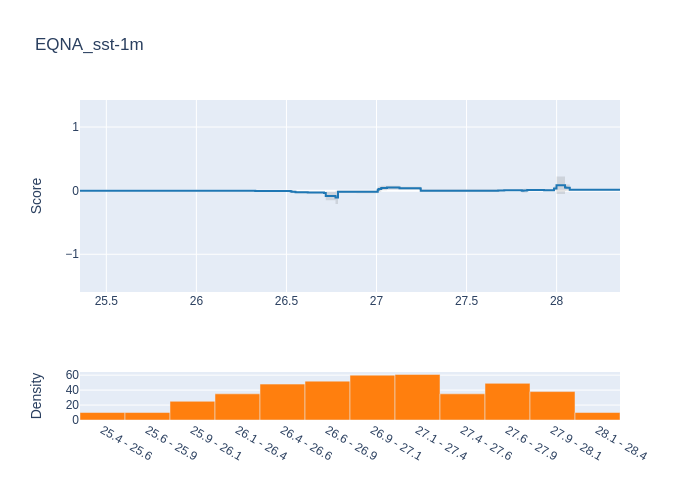 EQNA_sst-1m
Score
1
0
−1
25.5 26 26.5 27 27.5 28
Density
60
40
20
0
25.4 - 25.6
25.6 - 25.9
25.9 - 26.1
26.1 - 26.4
26.4 - 26.6
26.6 - 26.9
26.9 - 27.1
27.1 - 27.4
27.4 - 27.6
27.6 - 27.9
27.9 - 28.1
28.1 - 28.4